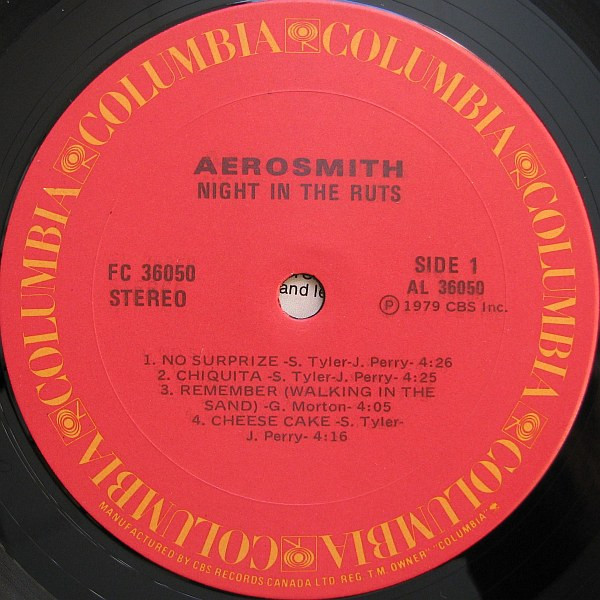 COLUMBIA COLUMBIA COLUMBIA COLUMBIA COLUMBIA COLUMBIA COLUMBIA COLUMBIA
AEROSMITH
NIGHT IN THE RUTS
FC 36050
STEREO
SIDE 1
AL 36050
Ⓟ 1979 CBS Inc.
and le
1. NO SURPRIZE -S. Tyler-J. Perry- 4:26
2. CHIQUITA -S. Tyler-J. Perry- 4:25
3. REMEMBER (WALKING IN THE
SAND) -G. Morton- 4:05
4. CHEESE CAKE -S. Tyler-
J. Perry- 4:16
MANUFACTURED BY CBS RECORDS CANADA LTD. REG. T.M. OWNER "COLUMBIA"